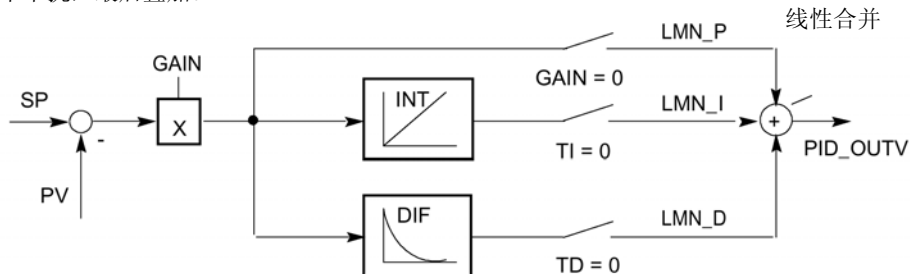 线性合并
LMN_P
GAIN
GAIN = 0
SP
INT
LMN_I
X
+
-
TI = 0
PID_OUTV
PV
DIF
LMN_D
TD = 0